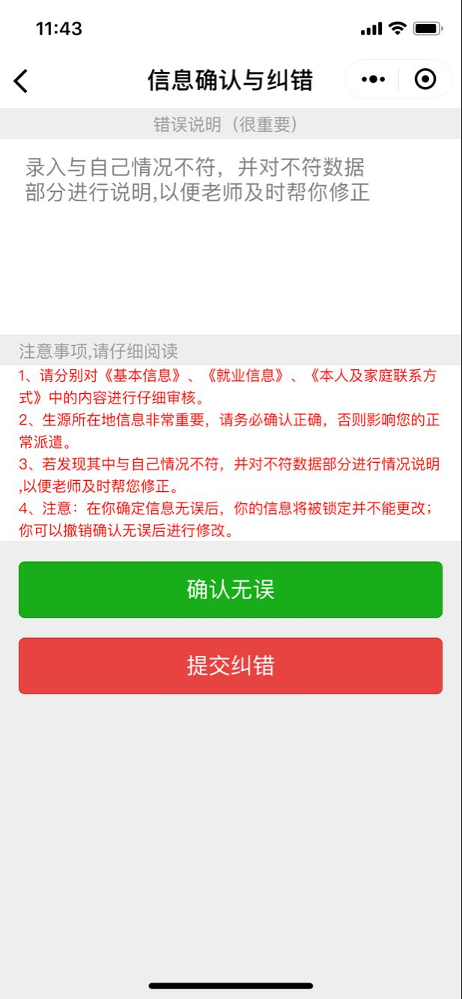 11:43
信息确认与纠错
错误说明（很重要）
录入与自己情况不符，并对不符数据
部分进行说明,以便老师及时帮你修正
注意事项,请仔细阅读
1、请分别对《基本信息》、《就业信息》、《本人及家庭联系方
式》中的内容进行仔细审核。
2、生源所在地信息非常重要，请务必确认正确，否则影响您的正
常派遣。
3、若发现其中与自己情况不符，并对不符数据部分进行情况说明
,以便老师及时帮您修正。
4、注意：在你确定信息无误后，你的信息将被锁定并不能更改；
你可以撤销确认无误后进行修改。
确认无误
提交纠错